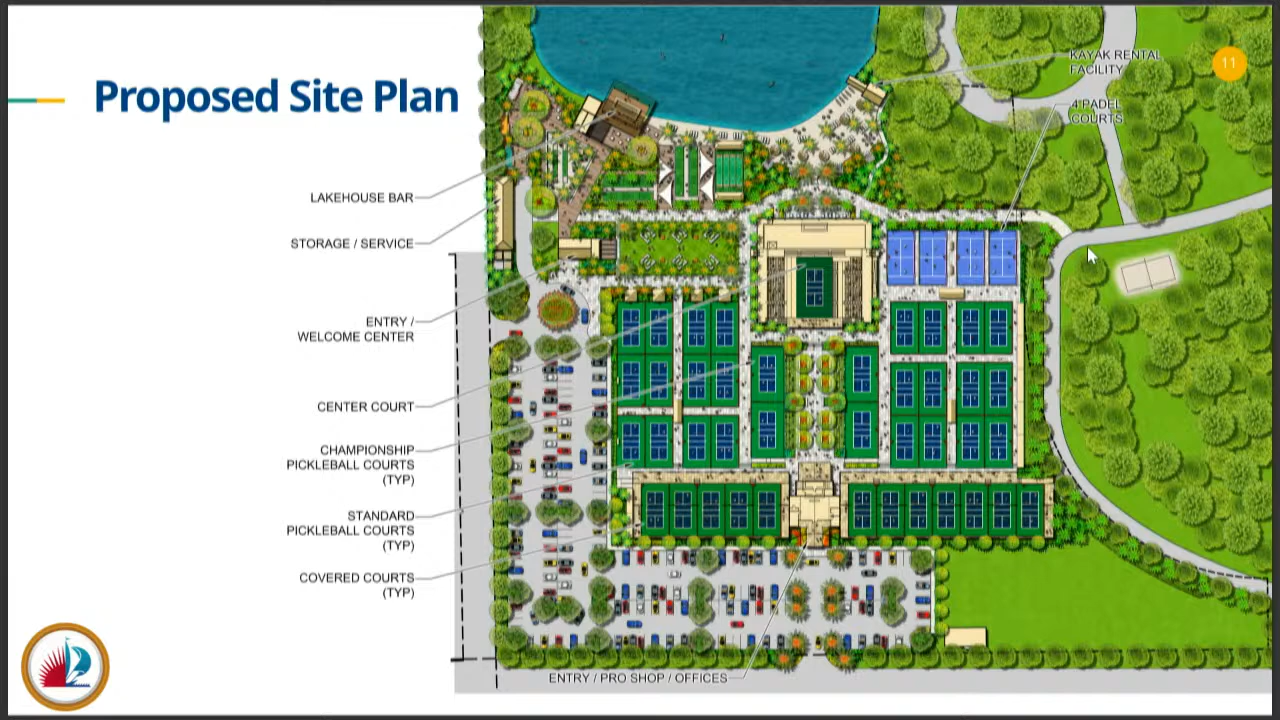 Proposed Site Plan
11
KAYAK RENTAL
FACILITY
4 PADEL
COURTS
LAKEHOUSE BAR
STORAGE / SERVICE
ENTRY /
WELCOME CENTER
CENTER COURT
CHAMPIONSHIP
PICKLEBALL COURTS
(TYP)
STANDARD
PICKLEBALL COURTS
(TYP)
COVERED COURTS
(TYP)
ENTRY / PRO SHOP / OFFICES